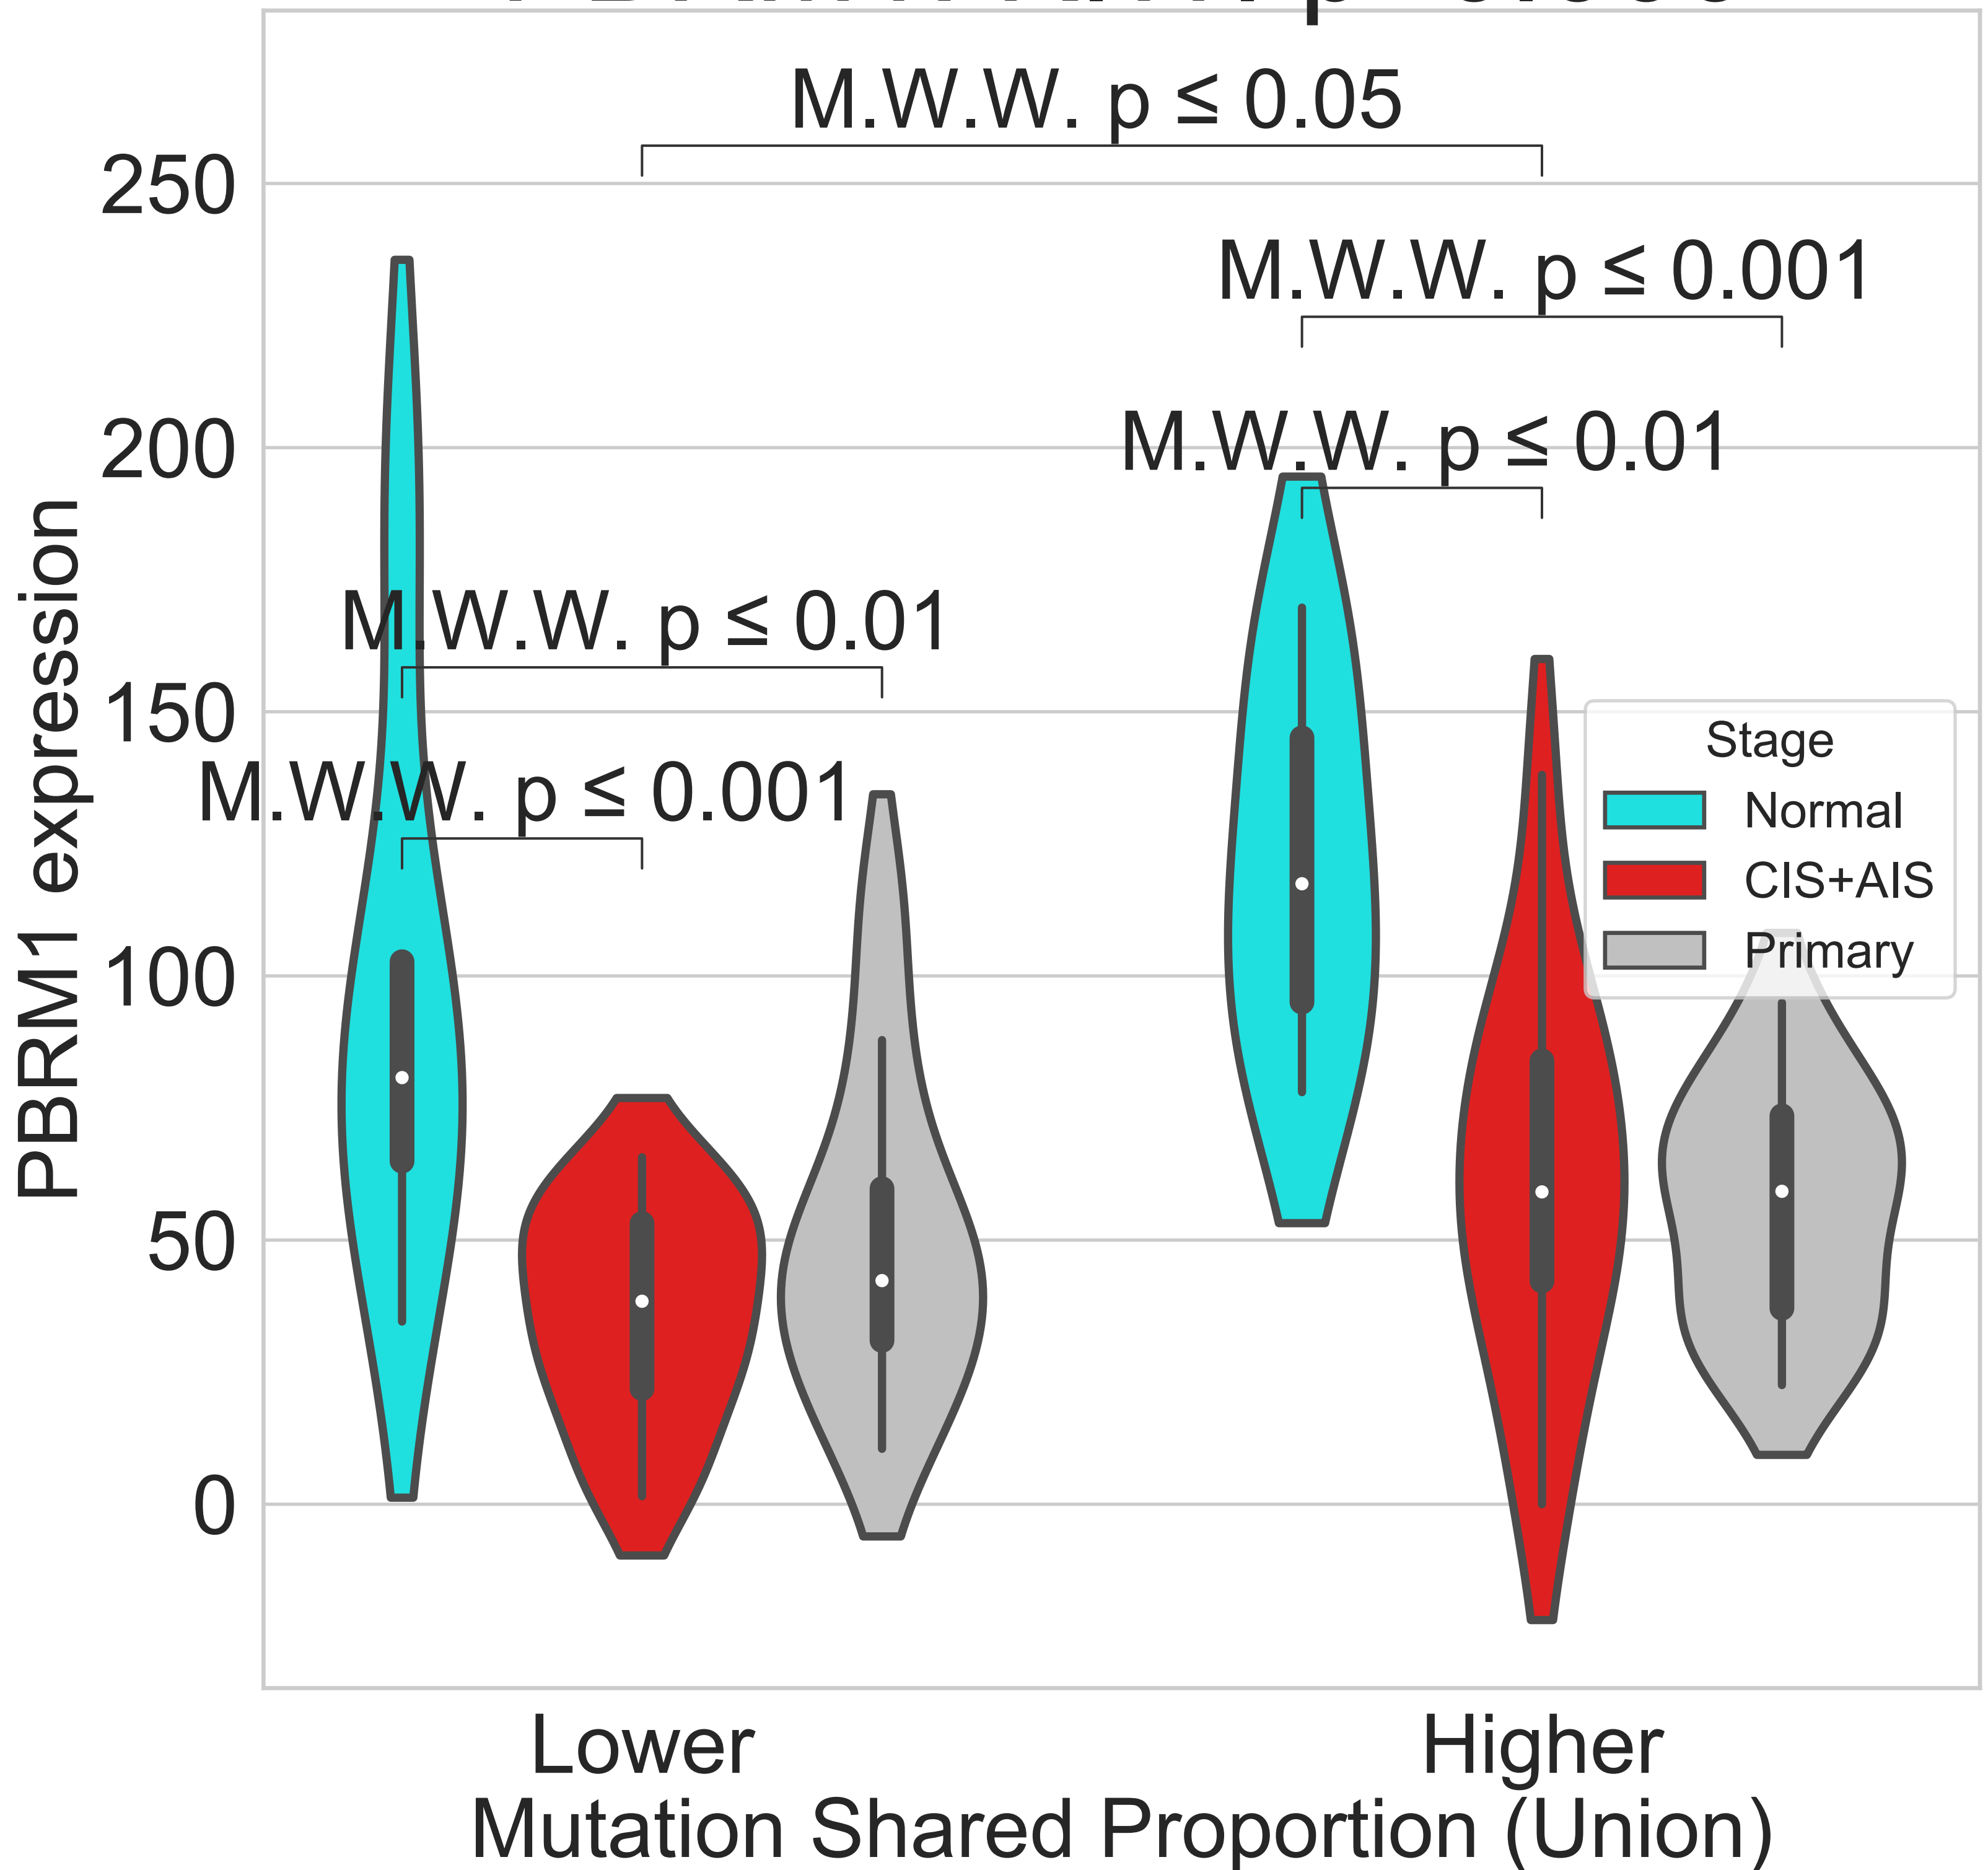 M.W.W. p ≤ 0.05
250
M.W.W. p ≤ 0.001
200
M.W.W. p ≤ 0.01
M.W.W. p ≤ 0.01
150
M.W.W. p ≤ 0.001
Stage
Normal
CIS+AIS
Primary
100
50
0
PBRM1 expression
Lower
Higher
Mutation Shared Proportion (Union)